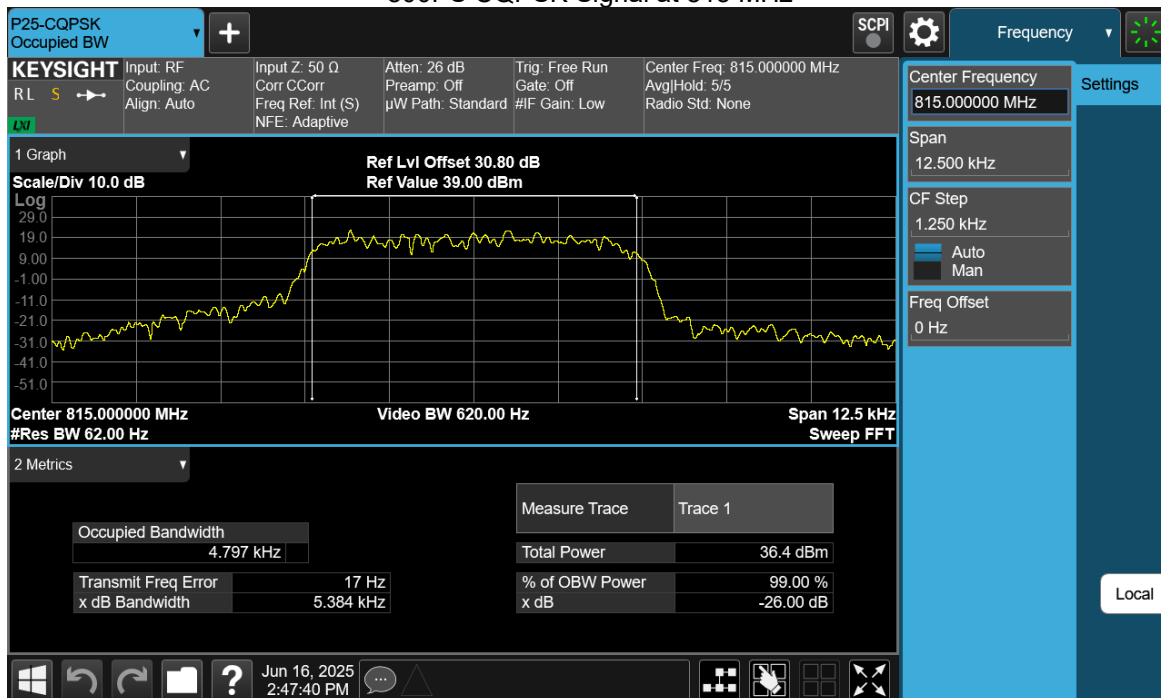 P25-CQPSK
Occupied BW
+
SCPI
Frequency
KEYSIGHT
RL S
LXI
Input: RF
Coupling: AC
Align: Auto
Input Z: 50 Ω
Corr CCorr
Freq Ref: Int (S)
NFE: Adaptive
Atten: 26 dB
Preamp: Off
µW Path: Standard
Trig: Free Run
Gate: Off
#IF Gain: Low
Center Freq: 815.000000 MHz
Avg|Hold: 5/5
Radio Std: None
Center Frequency
815.000000 MHz
Settings
Span
12.500 kHz
CF Step
1.250 kHz
Auto
Man
Freq Offset
0 Hz
1 Graph
Scale/Div 10.0 dB
Ref Lvl Offset 30.80 dB
Ref Value 39.00 dBm
Log
29.0
19.0
9.00
-1.00
-11.0
-21.0
-31.0
-41.0
-51.0
Center 815.000000 MHz
Video BW 620.00 Hz
Span 12.5 kHz
#Res BW 62.00 Hz
Sweep FFT
2 Metrics
Measure Trace Trace 1
Occupied Bandwidth
4.797 kHz
Total Power 36.4 dBm
Transmit Freq Error 17 Hz
% of OBW Power 99.00 %
x dB Bandwidth 5.384 kHz
x dB -26.00 dB
Local
?
Jun 16, 2025
2:47:40 PM